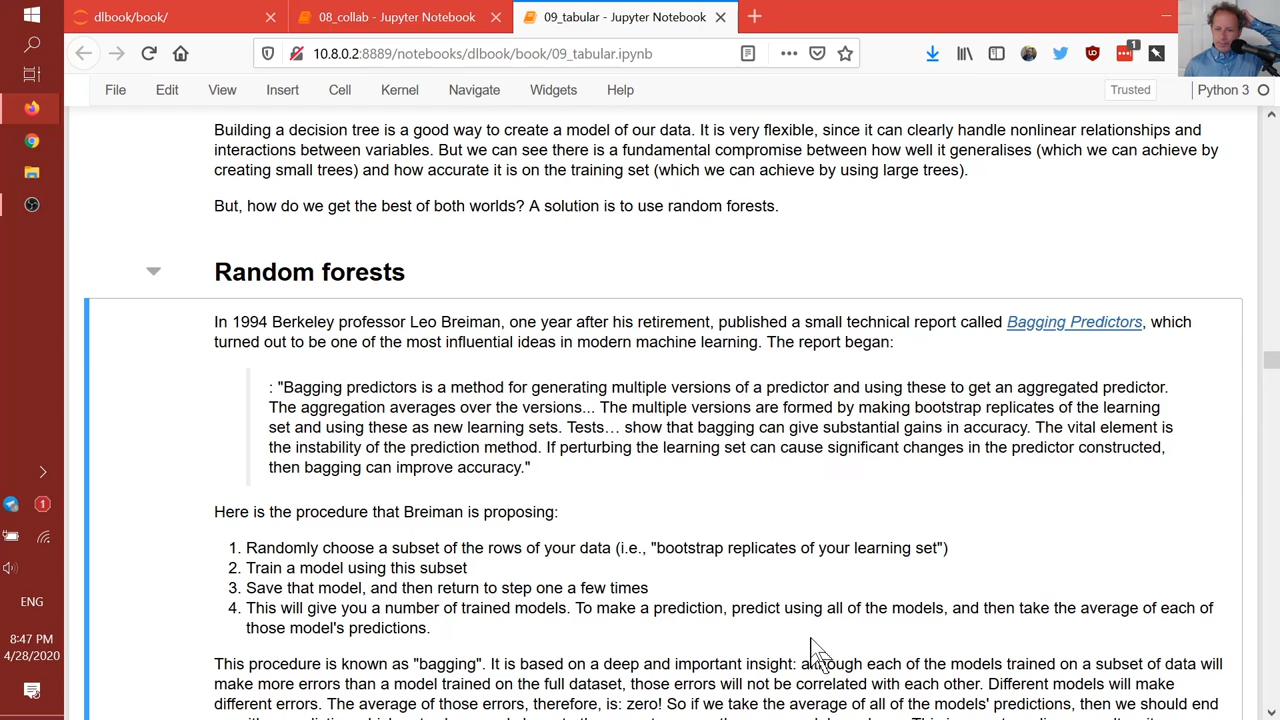 dlbook/book/
08_collab - Jupyter Notebook
09_tabular - Jupyter Notebook
10.8.0.2:8889/notebooks/dlbook/book/09_tabular.ipynb
1
File Edit View Insert Cell Kernel Navigate Widgets Help
Trusted
Python 3
Building a decision tree is a good way to create a model of our data. It is very flexible, since it can clearly handle nonlinear relationships and
interactions between variables. But we can see there is a fundamental compromise between how well it generalises (which we can achieve by
creating small trees) and how accurate it is on the training set (which we can achieve by using large trees).
But, how do we get the best of both worlds? A solution is to use random forests.
Random forests
In 1994 Berkeley professor Leo Breiman, one year after his retirement, published a small technical report called Bagging Predictors, which
turned out to be one of the most influential ideas in modern machine learning. The report began:
: "Bagging predictors is a method for generating multiple versions of a predictor and using these to get an aggregated predictor.
The aggregation averages over the versions... The multiple versions are formed by making bootstrap replicates of the learning
set and using these as new learning sets. Tests… show that bagging can give substantial gains in accuracy. The vital element is
the instability of the prediction method. If perturbing the learning set can cause significant changes in the predictor constructed,
then bagging can improve accuracy."
Here is the procedure that Breiman is proposing:
1. Randomly choose a subset of the rows of your data (i.e., "bootstrap replicates of your learning set")
2. Train a model using this subset
3. Save that model, and then return to step one a few times
4. This will give you a number of trained models. To make a prediction, predict using all of the models, and then take the average of each of
those model's predictions.
This procedure is known as "bagging". It is based on a deep and important insight: although each of the models trained on a subset of data will
make more errors than a model trained on the full dataset, those errors will not be correlated with each other. Different models will make
different errors. The average of those errors, therefore, is: zero! So if we take the average of all of the models' predictions, then we should end
1
ENG
8:47 PM
4/28/2020